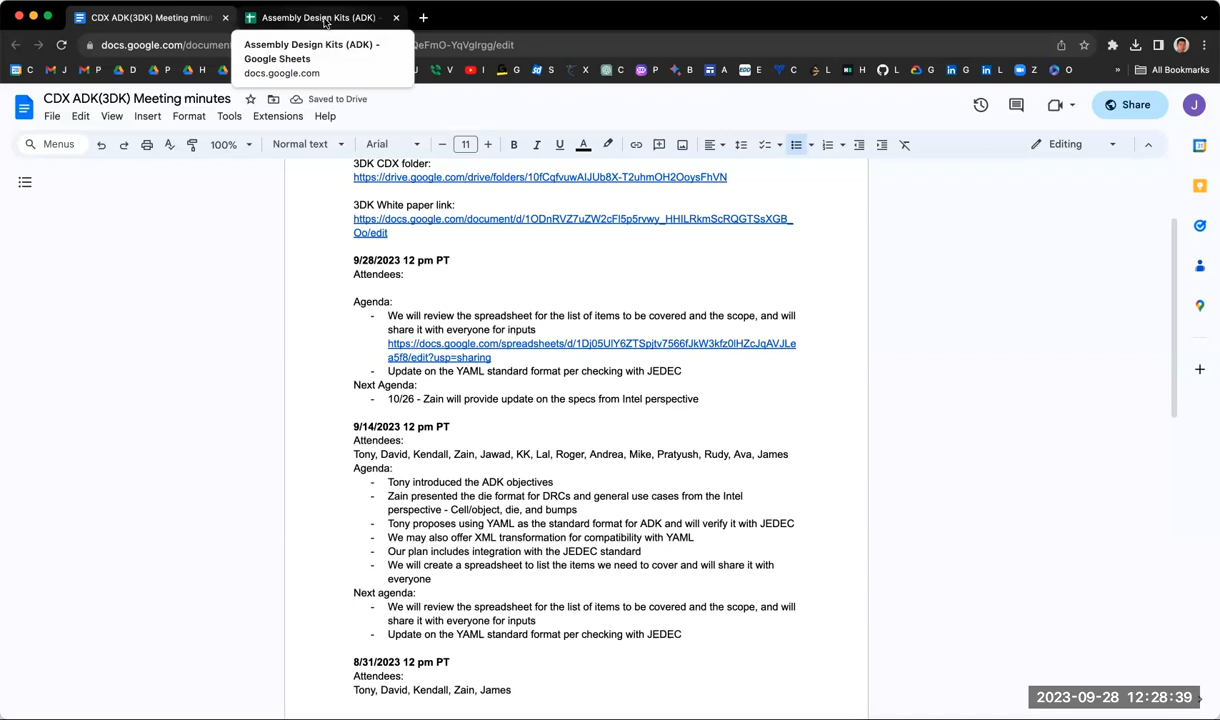 CDX ADK(3DK) Meeting minu
Assembly Design Kits (ADK) -
docs.google.com/document
eFmO-YqVgIrgg/edit
Assembly Design Kits (ADK) -
Google Sheets
docs.google.com
All Bookmarks
CDX ADK(3DK) Meeting minutes
Saved to Drive
File Edit View Insert Format Tools Extensions Help
Share
J
Menus
100%
Normal text
Arial
11
Editing
3DK CDX folder:
https://drive.google.com/drive/folders/10fCqfvuwAIJUb8X-T2uhmOH2OoysFhVN
3DK White paper link:
https://docs.google.com/document/d/1ODnRVZ7uZW2cFl5p5rvwy_HHILRkmScRQGTSsXGB_
Oo/edit
9/28/2023 12 pm PT
Attendees:
Agenda:
- We will review the spreadsheet for the list of items to be covered and the scope, and will
share it with everyone for inputs
https://docs.google.com/spreadsheets/d/1Dj05UlY6ZTSpjtv7566fJkW3kfz0lHZcJqAVJLe
a5f8/edit?usp=sharing
- Update on the YAML standard format per checking with JEDEC
Next Agenda:
- 10/26 - Zain will provide update on the specs from Intel perspective
9/14/2023 12 pm PT
Attendees:
Tony, David, Kendall, Zain, Jawad, KK, Lal, Roger, Andrea, Mike, Pratyush, Rudy, Ava, James
Agenda:
- Tony introduced the ADK objectives
- Zain presented the die format for DRCs and general use cases from the Intel
perspective - Cell/object, die, and bumps
- Tony proposes using YAML as the standard format for ADK and will verify it with JEDEC
- We may also offer XML transformation for compatibility with YAML
- Our plan includes integration with the JEDEC standard
- We will create a spreadsheet to list the items we need to cover and will share it with
everyone
Next agenda:
- We will review the spreadsheet for the list of items to be covered and the scope, and will
share it with everyone for inputs
- Update on the YAML standard format per checking with JEDEC
8/31/2023 12 pm PT
Attendees:
Tony, David, Kendall, Zain, James
2023-09-28 12:28:39